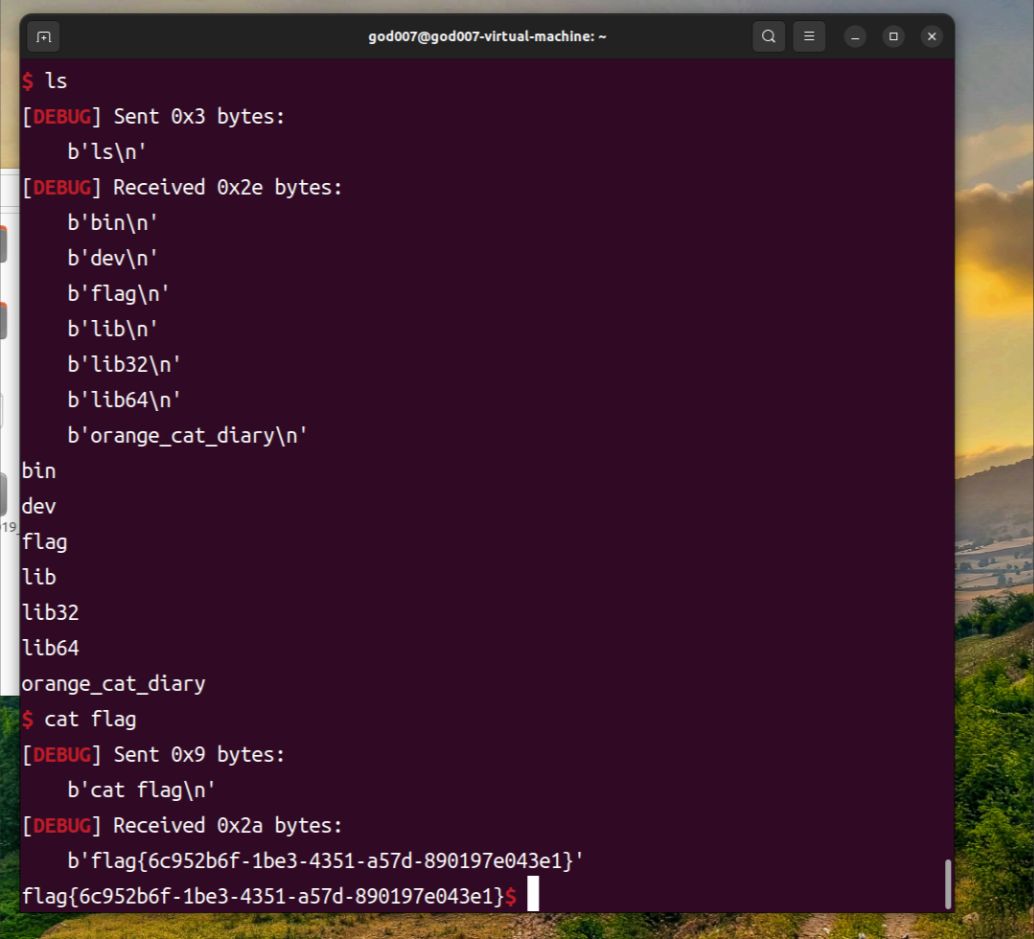 god007@god007-virtual-machine: ~
$ ls
[DEBUG] Sent 0x3 bytes:
    b'ls\n'
[DEBUG] Received 0x2e bytes:
    b'bin\n'
    b'dev\n'
    b'flag\n'
    b'lib\n'
    b'lib32\n'
    b'lib64\n'
    b'orange_cat_diary\n'
bin
dev
flag
lib
lib32
lib64
orange_cat_diary
$ cat flag
[DEBUG] Sent 0x9 bytes:
    b'cat flag\n'
[DEBUG] Received 0x2a bytes:
    b'flag{6c952b6f-1be3-4351-a57d-890197e043e1}'
flag{6c952b6f-1be3-4351-a57d-890197e043e1}$